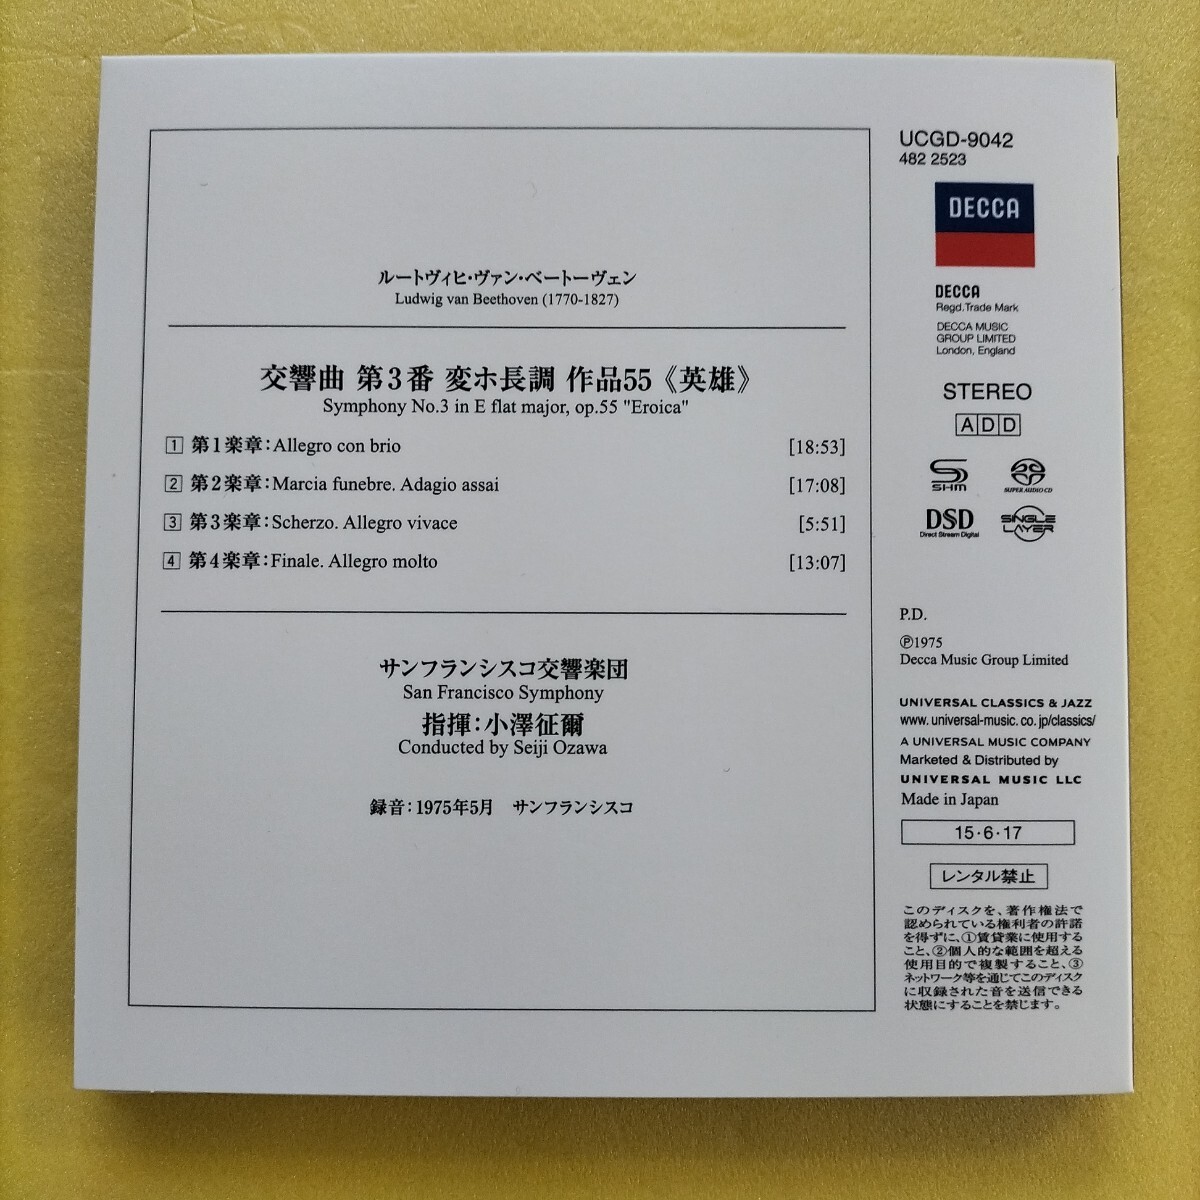 ルートヴィヒ・ヴァン・ベートーヴェン
Ludwig van Beethoven (1770-1827)
交響曲 第3番 変ホ長調 作品55《英雄》
Symphony No.3 in E flat major, op.55 "Eroica"
1 第1楽章:Allegro con brio [18:53]
2 第2楽章:Marcia funebre. Adagio assai [17:08]
3 第3楽章:Scherzo. Allegro vivace [5:51]
4 第4楽章:Finale. Allegro molto [13:07]
サンフランシスコ交響楽団
San Francisco Symphony
指揮:小澤征爾
Conducted by Seiji Ozawa
録音:1975年5月 サンフランシスコ
UCGD-9042
482 2523
DECCA
DECCA
Regd.Trade Mark
DECCA MUSIC
GROUP LIMITED
London, England
STEREO
ADD
SHM
SUPER AUDIO CD
DSD
Direct Stream Digital
SINGLE
LAYER
P.D.
℗1975
Decca Music Group Limited
UNIVERSAL CLASSICS & JAZZ
www.universal-music.co.jp/classics/
A UNIVERSAL MUSIC COMPANY
Marketed & Distributed by
UNIVERSAL MUSIC LLC
Made in Japan
15・6・17
レンタル禁止
このディスクを、著作権法で
認められている権利者の許諾
を得ずに、①賃貸業に使用する
こと、②個人的な範囲を超える
使用目的で複製すること、③
ネットワーク等を通じてこのディスク
に収録された音を送信できる
状態にすることを禁じます。